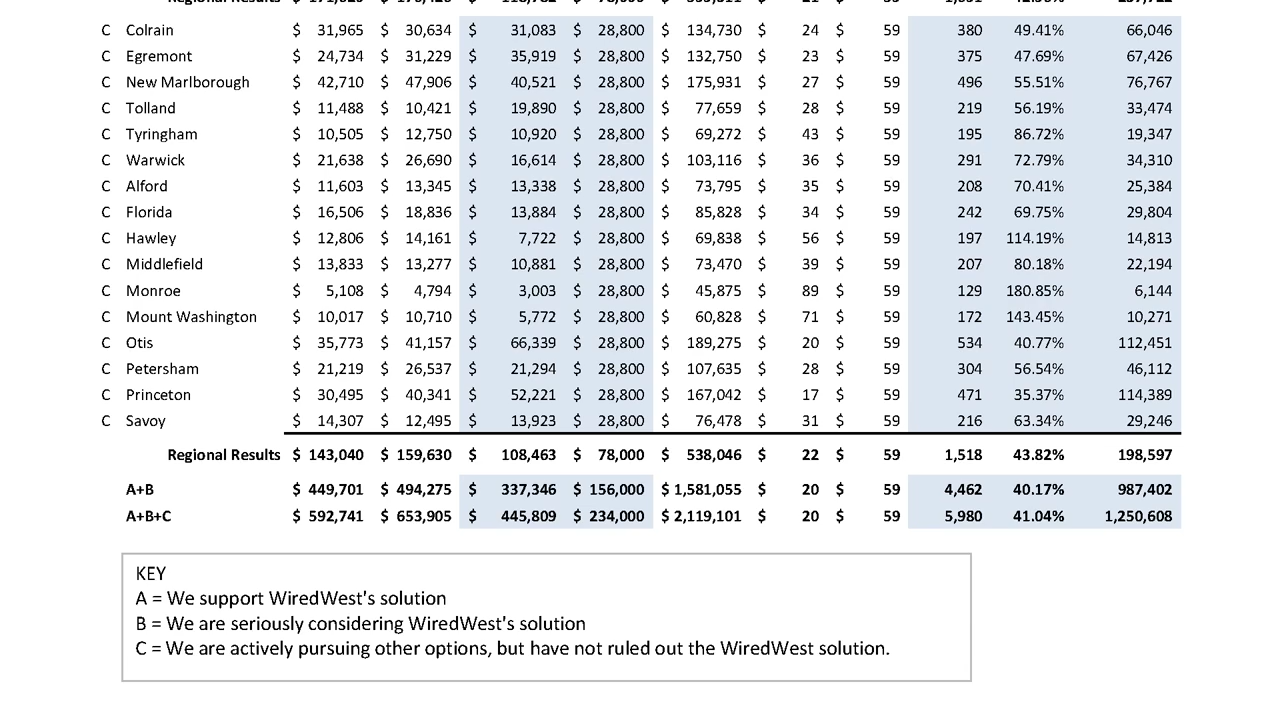 Regional Results
C Colrain $ 31,965 $ 30,634 $ 31,083 $ 28,800 $ 134,730 $ 24 $ 59 380 49.41% 66,046
C Egremont $ 24,734 $ 31,229 $ 35,919 $ 28,800 $ 132,750 $ 23 $ 59 375 47.69% 67,426
C New Marlborough $ 42,710 $ 47,906 $ 40,521 $ 28,800 $ 175,931 $ 27 $ 59 496 55.51% 76,767
C Tolland $ 11,488 $ 10,421 $ 19,890 $ 28,800 $ 77,659 $ 28 $ 59 219 56.19% 33,474
C Tyringham $ 10,505 $ 12,750 $ 10,920 $ 28,800 $ 69,272 $ 43 $ 59 195 86.72% 19,347
C Warwick $ 21,638 $ 26,690 $ 16,614 $ 28,800 $ 103,116 $ 36 $ 59 291 72.79% 34,310
C Alford $ 11,603 $ 13,345 $ 13,338 $ 28,800 $ 73,795 $ 35 $ 59 208 70.41% 25,384
C Florida $ 16,506 $ 18,836 $ 13,884 $ 28,800 $ 85,828 $ 34 $ 59 242 69.75% 29,804
C Hawley $ 12,806 $ 14,161 $ 7,722 $ 28,800 $ 69,838 $ 56 $ 59 197 114.19% 14,813
C Middlefield $ 13,833 $ 13,277 $ 10,881 $ 28,800 $ 73,470 $ 39 $ 59 207 80.18% 22,194
C Monroe $ 5,108 $ 4,794 $ 3,003 $ 28,800 $ 45,875 $ 89 $ 59 129 180.85% 6,144
C Mount Washington $ 10,017 $ 10,710 $ 5,772 $ 28,800 $ 60,828 $ 71 $ 59 172 143.45% 10,271
C Otis $ 35,773 $ 41,157 $ 66,339 $ 28,800 $ 189,275 $ 20 $ 59 534 40.77% 112,451
C Petersham $ 21,219 $ 26,537 $ 21,294 $ 28,800 $ 107,635 $ 28 $ 59 304 56.54% 46,112
C Princeton $ 30,495 $ 40,341 $ 52,221 $ 28,800 $ 167,042 $ 17 $ 59 471 35.37% 114,389
C Savoy $ 14,307 $ 12,495 $ 13,923 $ 28,800 $ 76,478 $ 31 $ 59 216 63.34% 29,246
Regional Results $ 143,040 $ 159,630 $ 108,463 $ 78,000 $ 538,046 $ 22 $ 59 1,518 43.82% 198,597
A+B $ 449,701 $ 494,275 $ 337,346 $ 156,000 $ 1,581,055 $ 20 $ 59 4,462 40.17% 987,402
A+B+C $ 592,741 $ 653,905 $ 445,809 $ 234,000 $ 2,119,101 $ 20 $ 59 5,980 41.04% 1,250,608
KEY
A = We support WiredWest's solution
B = We are seriously considering WiredWest's solution
C = We are actively pursuing other options, but have not ruled out the WiredWest solution.